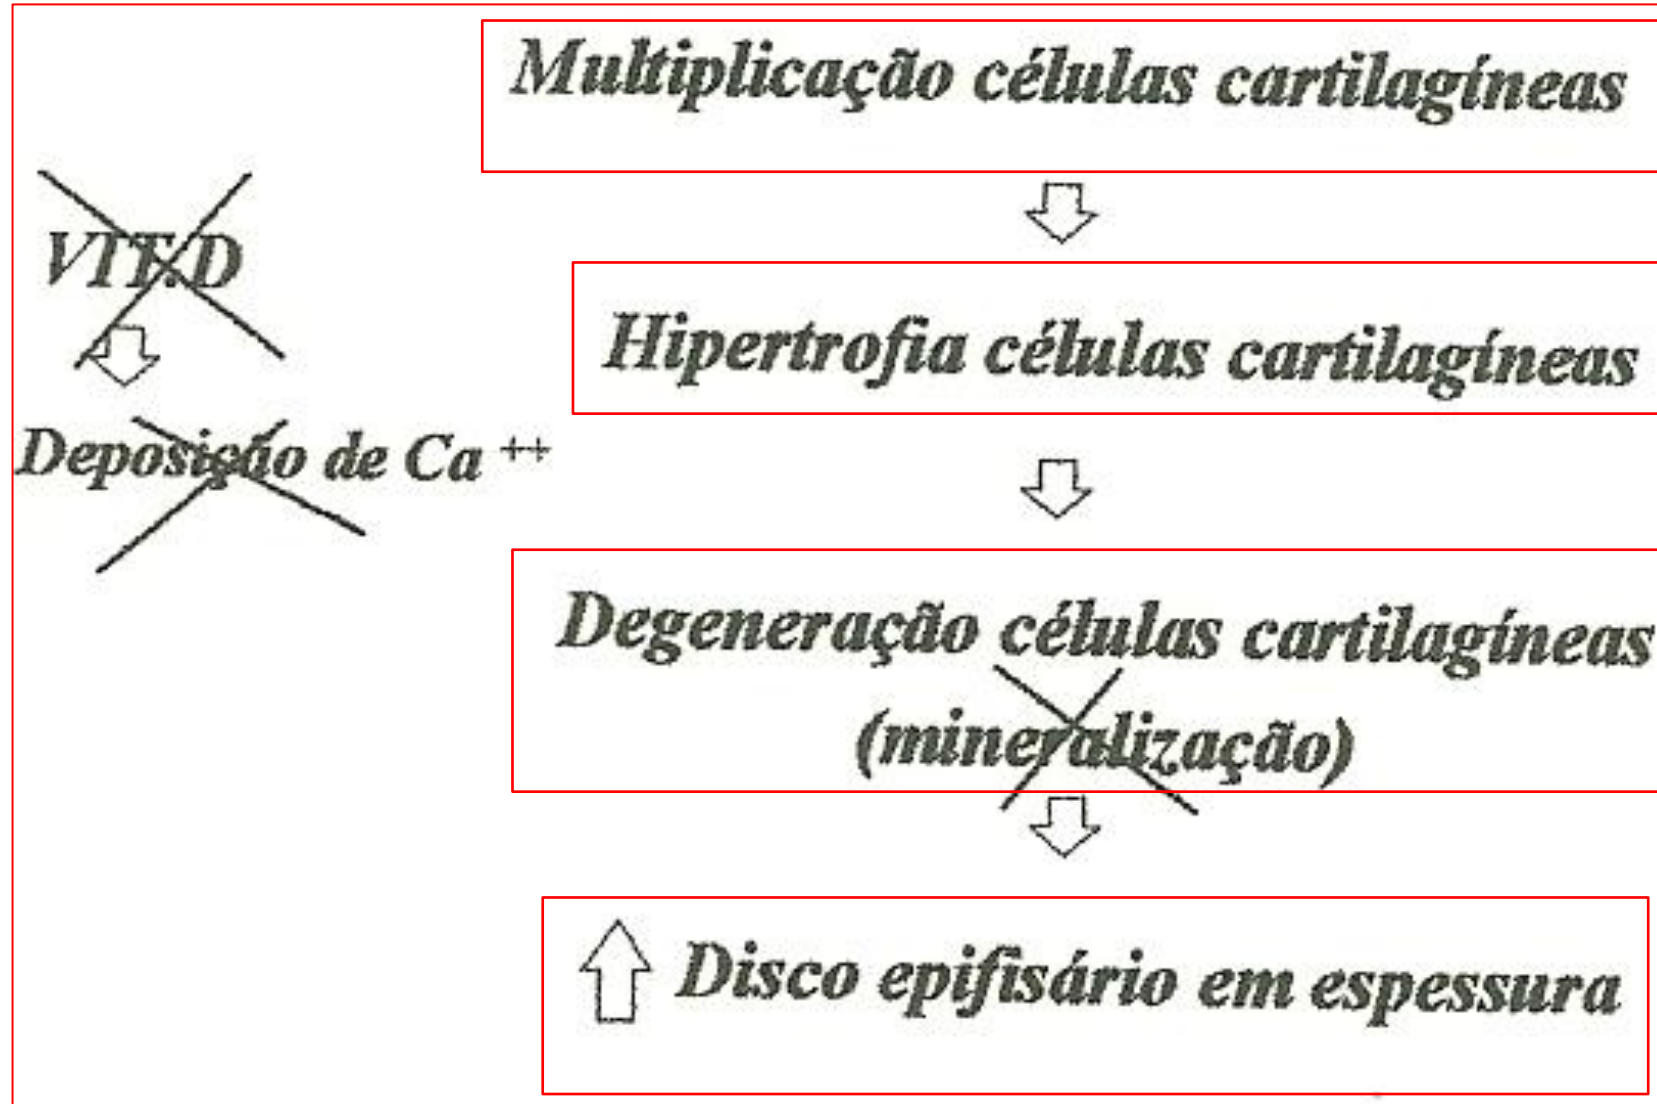 Multiplicação células cartilagíneas
VIT.D
Hipertrofia células cartilagíneas
Deposição de Ca ++
Degeneração células cartilagíneas
(mineralização)
Disco epifisário em espessura